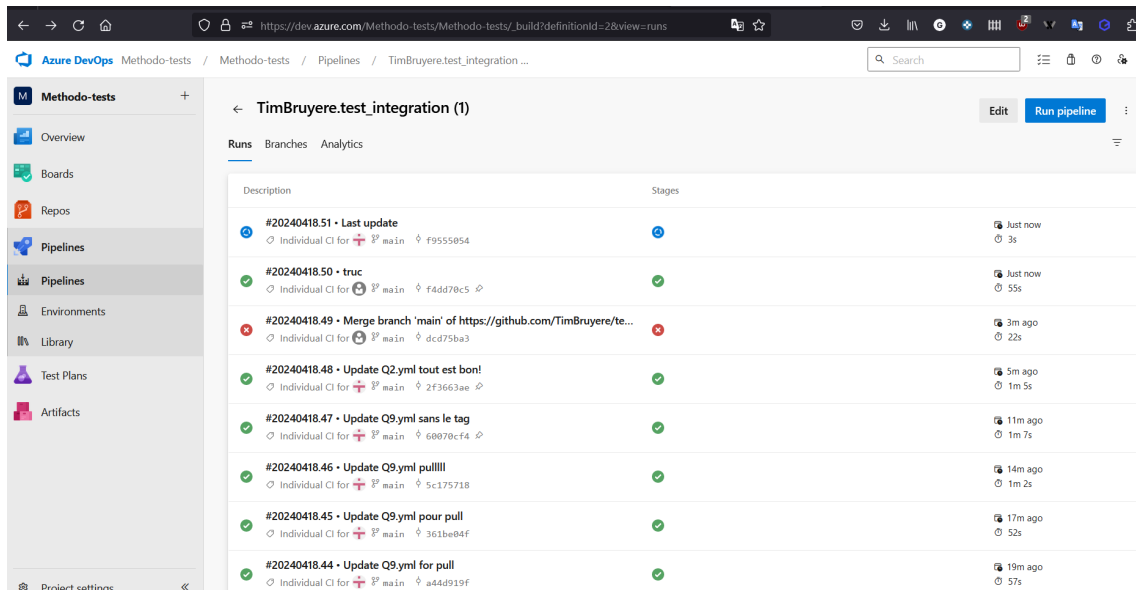 https://dev.azure.com/Methodo-tests/Methodo-tests/_build?definitionId=2&view=runs
2
Azure DevOps Methodo-tests / Methodo-tests / Pipelines / TimBruyere.test_integration ...
Search
M Methodo-tests +
TimBruyere.test_integration (1)
Edit
Run pipeline
Overview
Boards
Repos
Pipelines
Pipelines
Environments
Library
Test Plans
Artifacts
Project settings
Runs Branches Analytics
Description Stages
#20240418.51 • Last update
Individual CI for main f9555054
Just now
3s
#20240418.50 • truc
Individual CI for main f4dd70c5
Just now
55s
#20240418.49 • Merge branch 'main' of https://github.com/TimBruyere/te...
Individual CI for main dcd75ba3
3m ago
22s
#20240418.48 • Update Q2.yml tout est bon!
Individual CI for main 2f3663ae
5m ago
1m 5s
#20240418.47 • Update Q9.yml sans le tag
Individual CI for main 60070cf4
11m ago
1m 7s
#20240418.46 • Update Q9.yml pulllll
Individual CI for main 5c175718
14m ago
1m 2s
#20240418.45 • Update Q9.yml pour pull
Individual CI for main 361be04f
17m ago
52s
#20240418.44 • Update Q9.yml for pull
Individual CI for main a44d919f
19m ago
57s